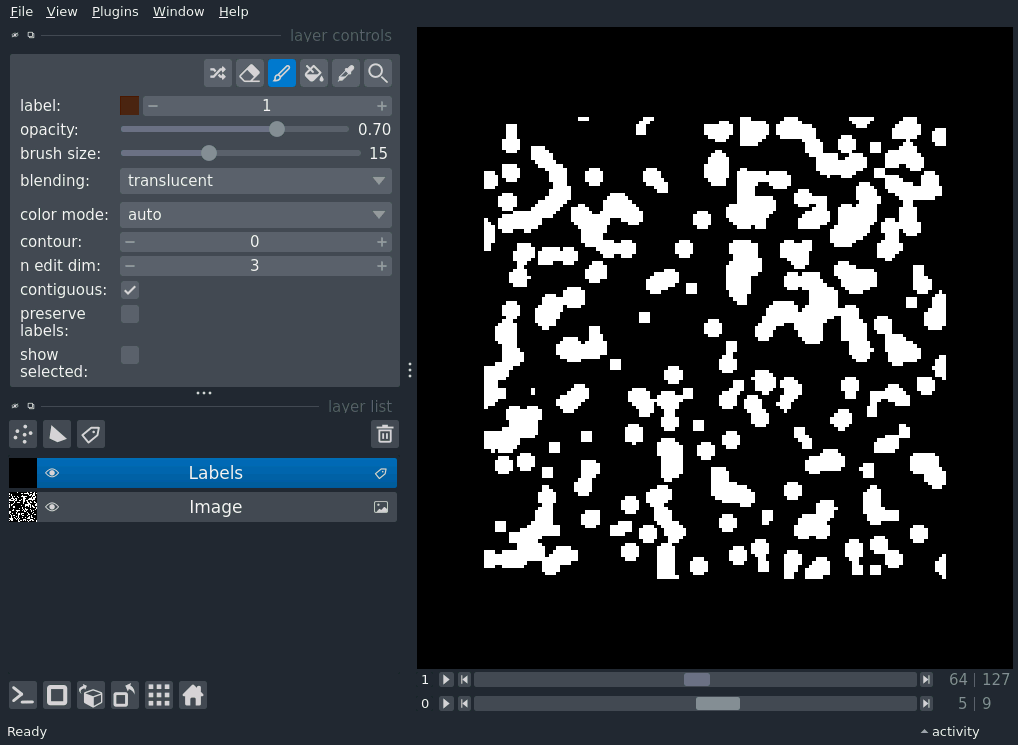 File View Plugins Window Help
layer controls
label: 1
opacity: 0.70
brush size: 15
blending: translucent
color mode: auto
contour: 0
n edit dim: 3
contiguous:
preserve
labels:
show
selected:
layer list
Labels
Image
1 64 | 127
0 5 | 9
Ready activity